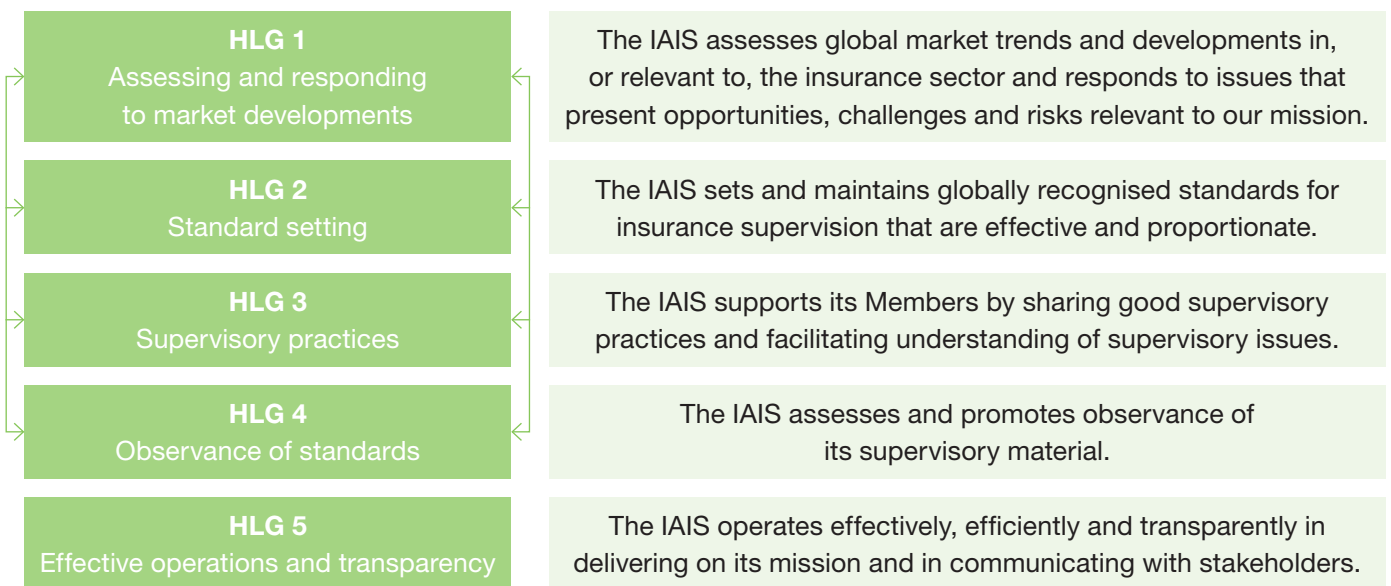 HLG 1
Assessing and responding
to market developments
The IAIS assesses global market trends and developments in,
or relevant to, the insurance sector and responds to issues that
present opportunities, challenges and risks relevant to our mission.
HLG 2
Standard setting
The IAIS sets and maintains globally recognised standards for
insurance supervision that are effective and proportionate.
HLG 3
Supervisory practices
The IAIS supports its Members by sharing good supervisory
practices and facilitating understanding of supervisory issues.
HLG 4
Observance of standards
The IAIS assesses and promotes observance of
its supervisory material.
HLG 5
Effective operations and transparency
The IAIS operates effectively, efficiently and transparently in
delivering on its mission and in communicating with stakeholders.